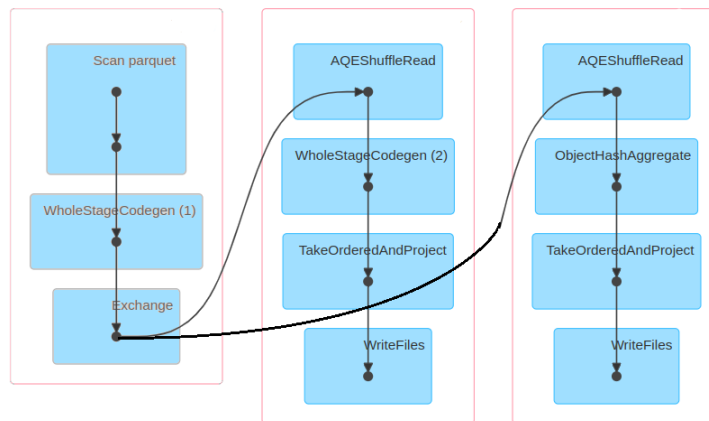 Scan parquet
WholeStageCodegen (1)
Exchange
AQEShuffleRead
WholeStageCodegen (2)
TakeOrderedAndProject
WriteFiles
AQEShuffleRead
ObjectHashAggregate
TakeOrderedAndProject
WriteFiles